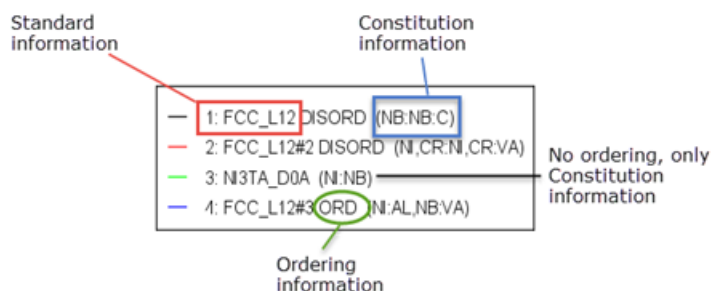 Standard
information
Constitution
information
1: FCC_L12 DISORD (NB:NB:C)
2: FCC_L12#2 DISORD (NI,CR:NI,CR:VA)
3: NI3TA_D0A (NI:NB)
4: FCC_L12#3 ORD (NI:AL,NB:VA)
No ordering, only
Constitution
information
Ordering
information